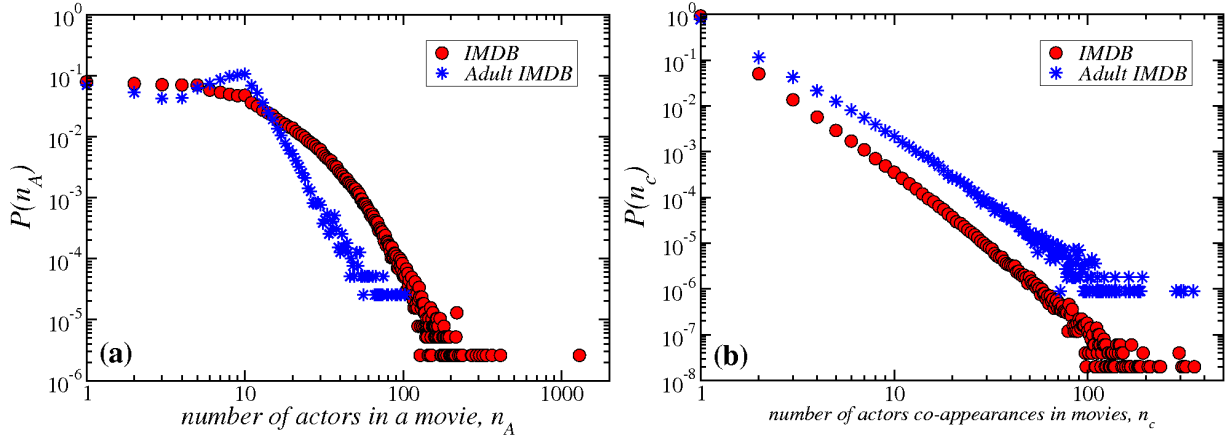 10^0
10^-1
10^-2
10^-3
10^-4
10^-5
10^-6
P(n_A)
IMDB
Adult IMDB
(a)
1 10 100 1000
number of actors in a movie, n_A
10^0
10^-1
10^-2
10^-3
10^-4
10^-5
10^-6
10^-7
10^-8
P(n_c)
IMDB
Adult IMDB
(b)
1 10 100
number of actors co-appearances in movies, n_c